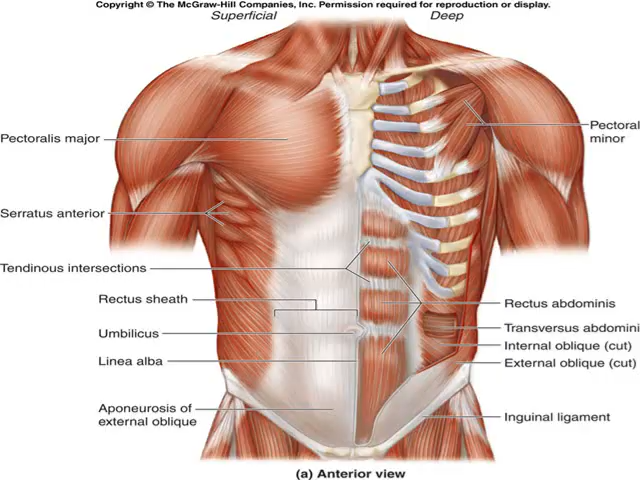 Copyright © The McGraw-Hill Companies, Inc. Permission required for reproduction or display.
Superficial
Deep
Pectoralis major
Serratus anterior
Tendinous intersections
Rectus sheath
Umbilicus
Linea alba
Aponeurosis of
external oblique
Pectoral
minor
Rectus abdominis
Transversus abdomini
Internal oblique (cut)
External oblique (cut)
Inguinal ligament
(a) Anterior view